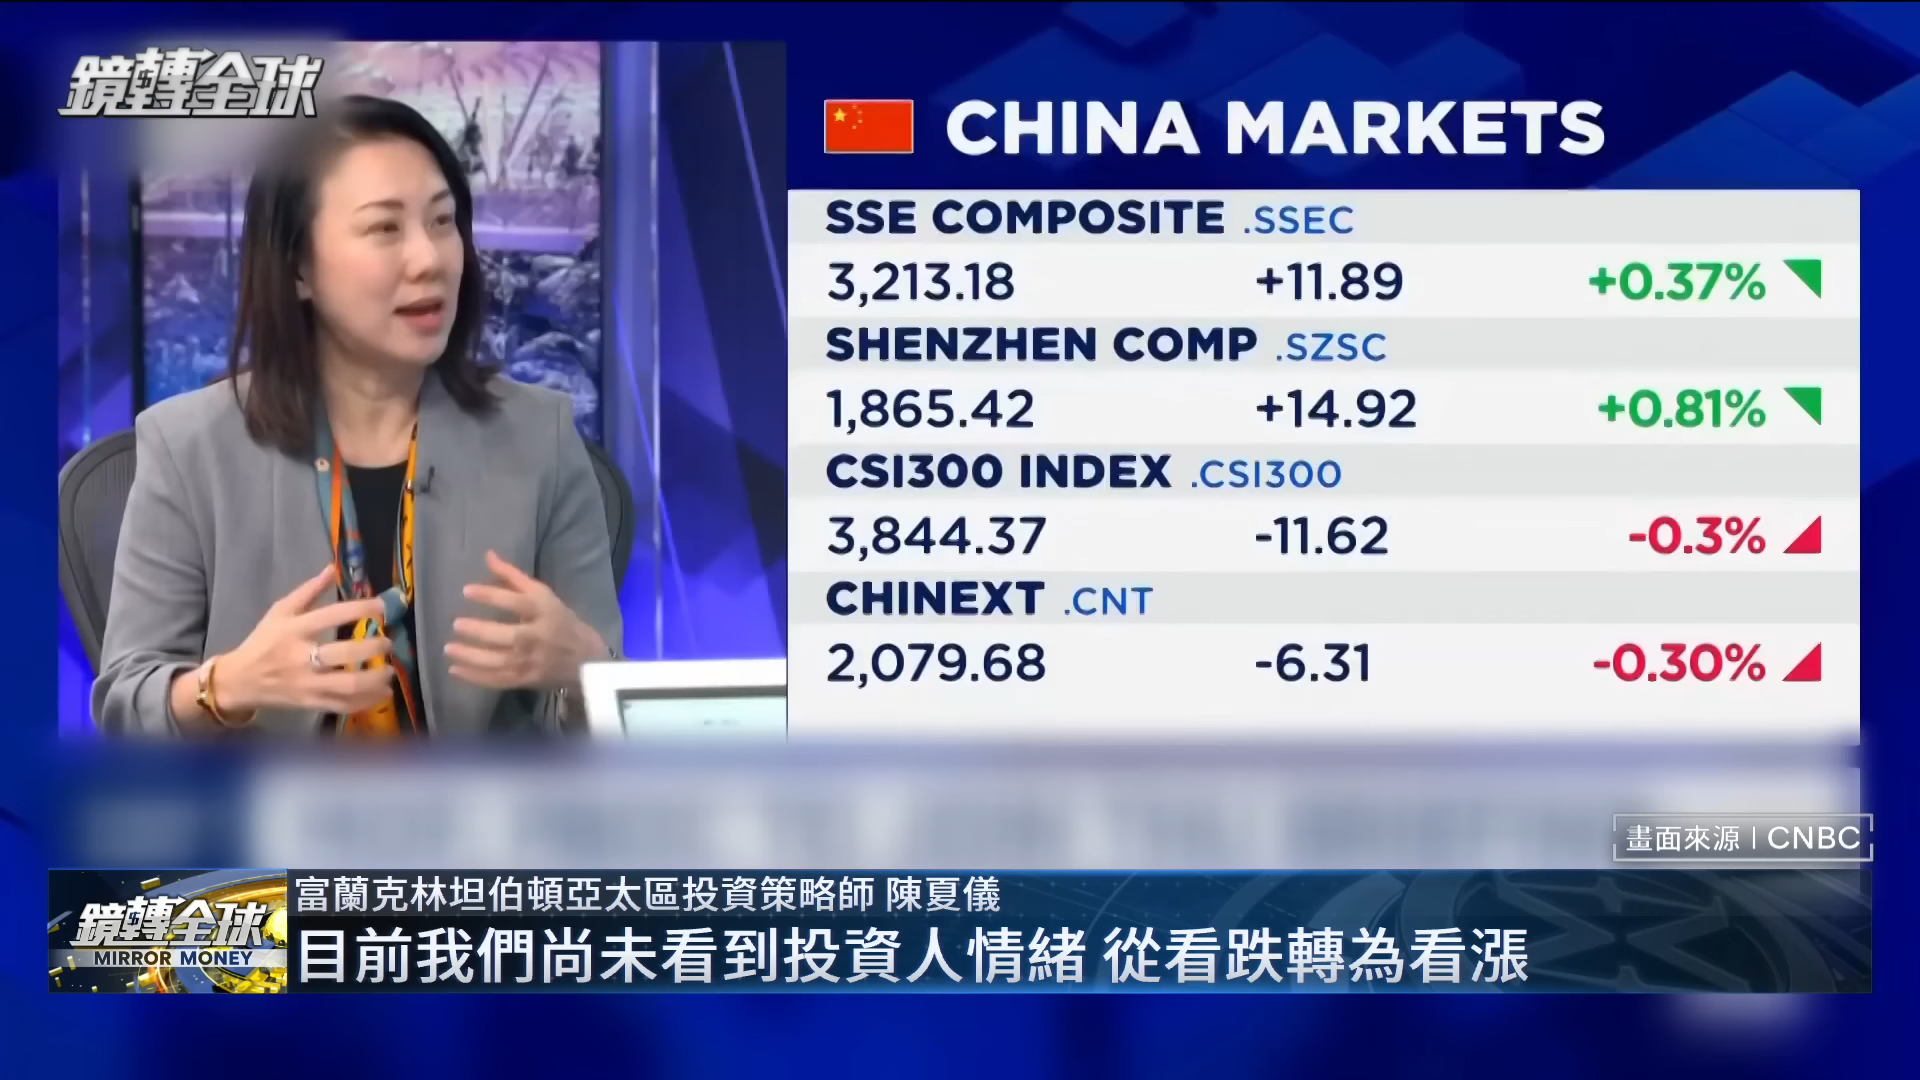 鏡轉全球
CHINA MARKETS
SSE COMPOSITE .SSEC
3,213.18 +11.89 +0.37%
SHENZHEN COMP .SZSC
1,865.42 +14.92 +0.81%
CSI300 INDEX .CSI300
3,844.37 -11.62 -0.3%
CHINEXT .CNT
2,079.68 -6.31 -0.30%
畫面來源 | CNBC
鏡轉全球
MIRROR MONEY
富蘭克林坦伯頓亞太區投資策略師 陳夏儀
目前我們尚未看到投資人情緒 從看跌轉為看漲